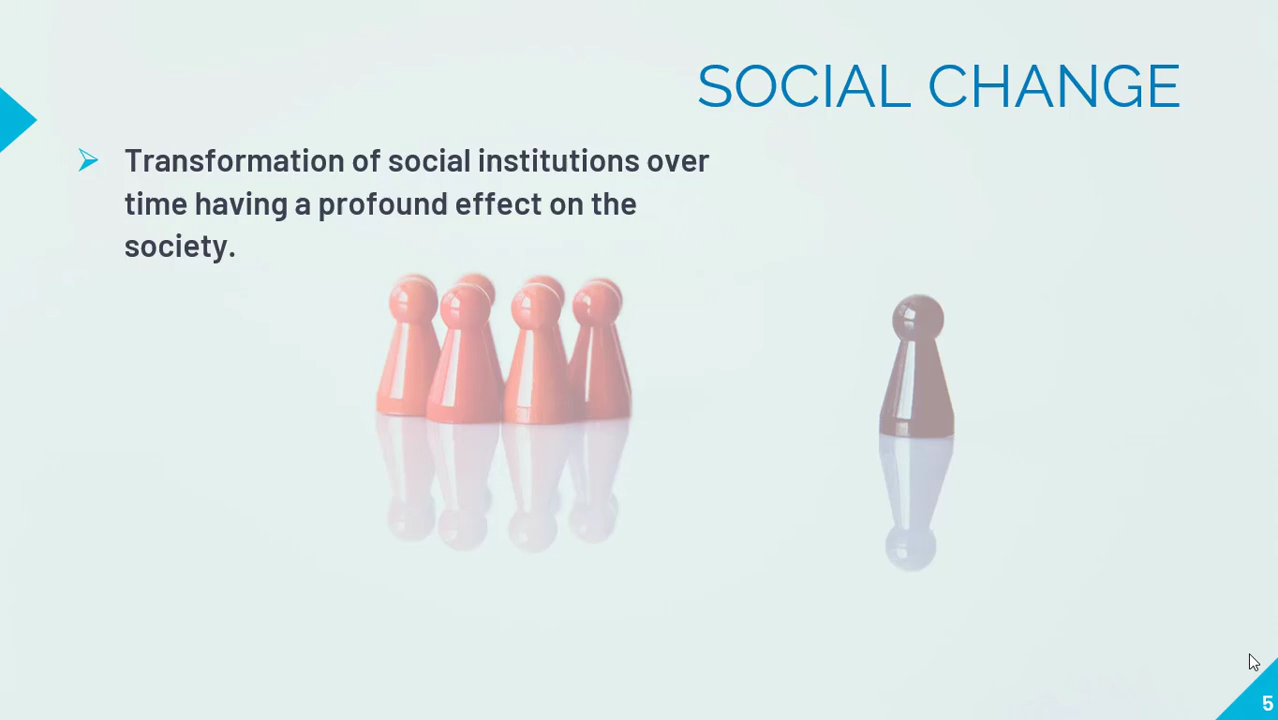 SOCIAL CHANGE
Transformation of social institutions over
time having a profound effect on the
society.
5